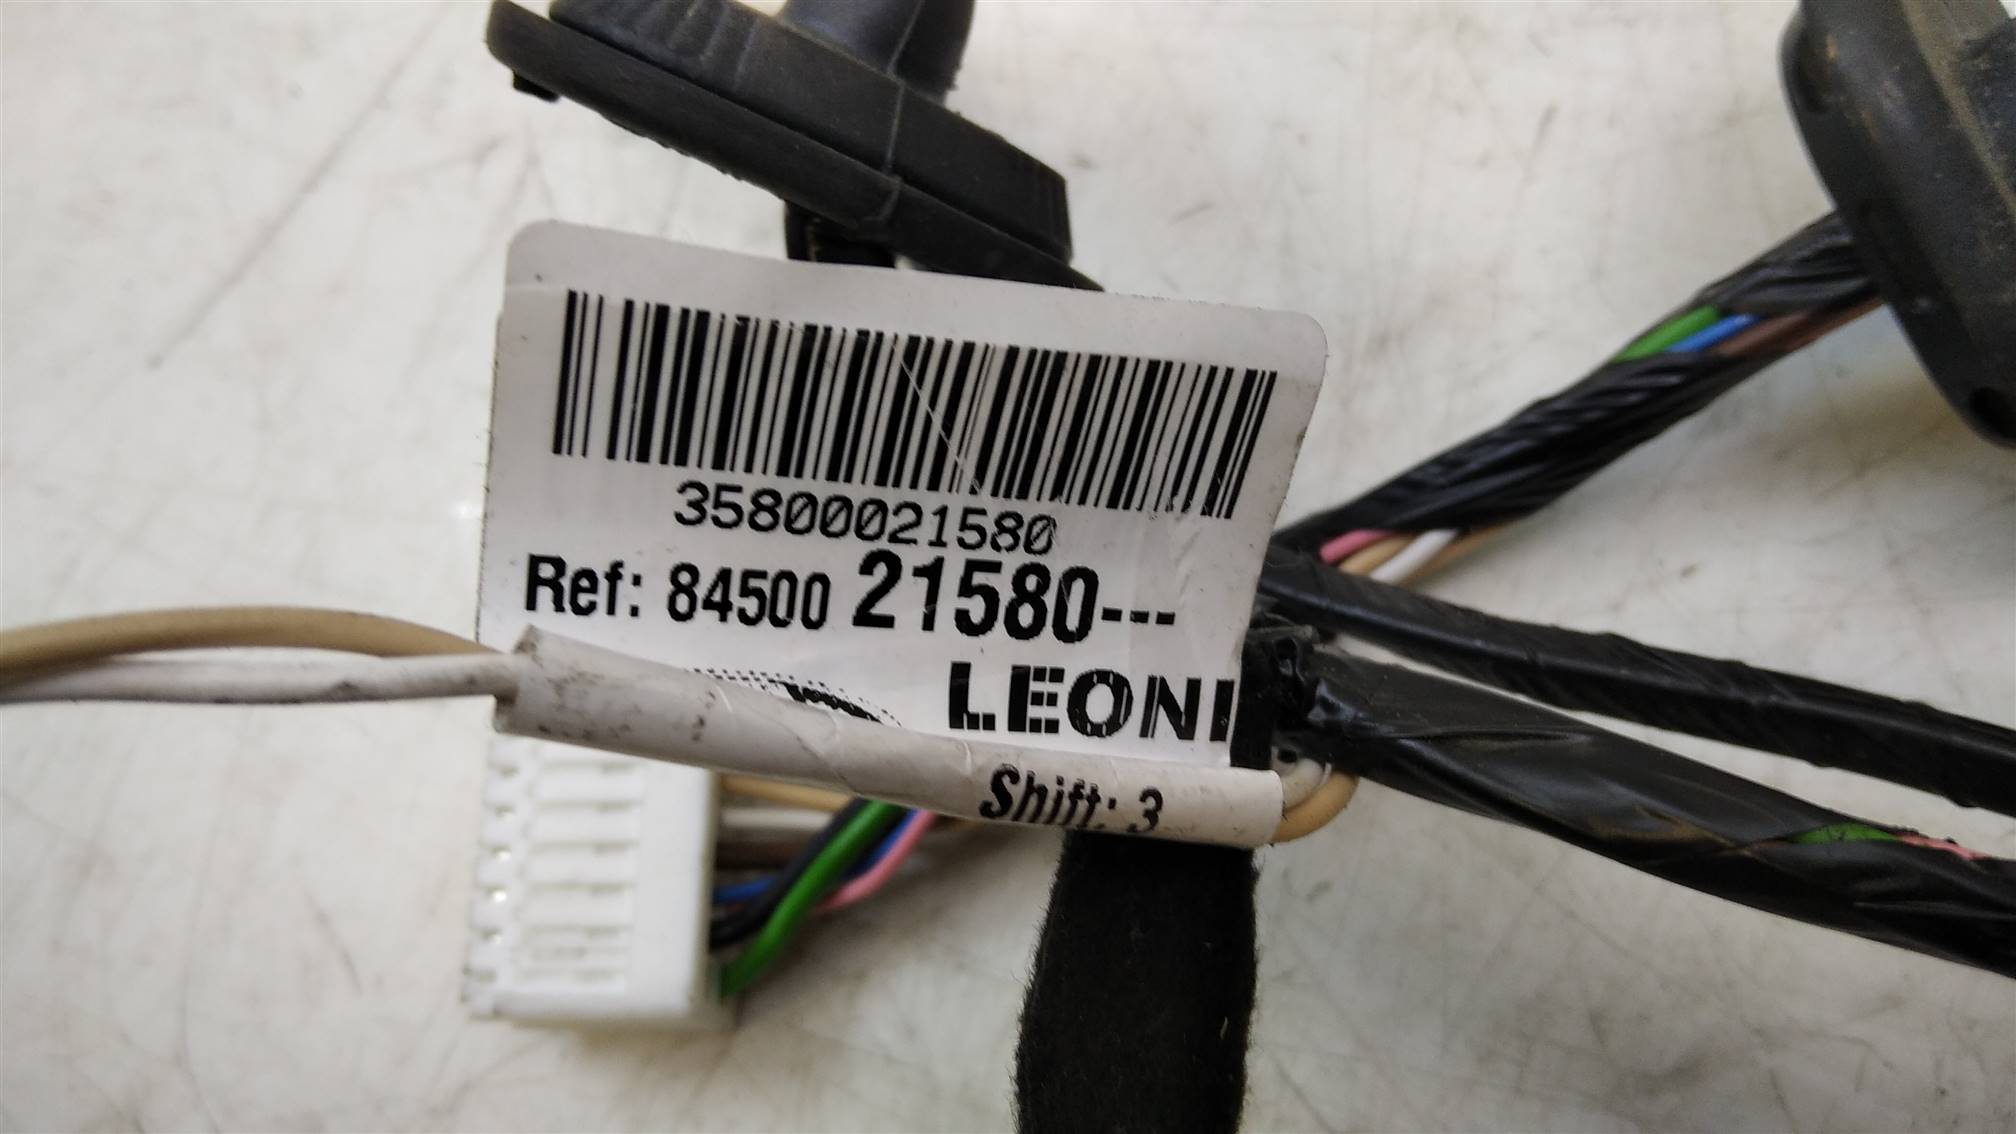 35800021580
Ref: 84500 21580---
LEONI
Shift: 3